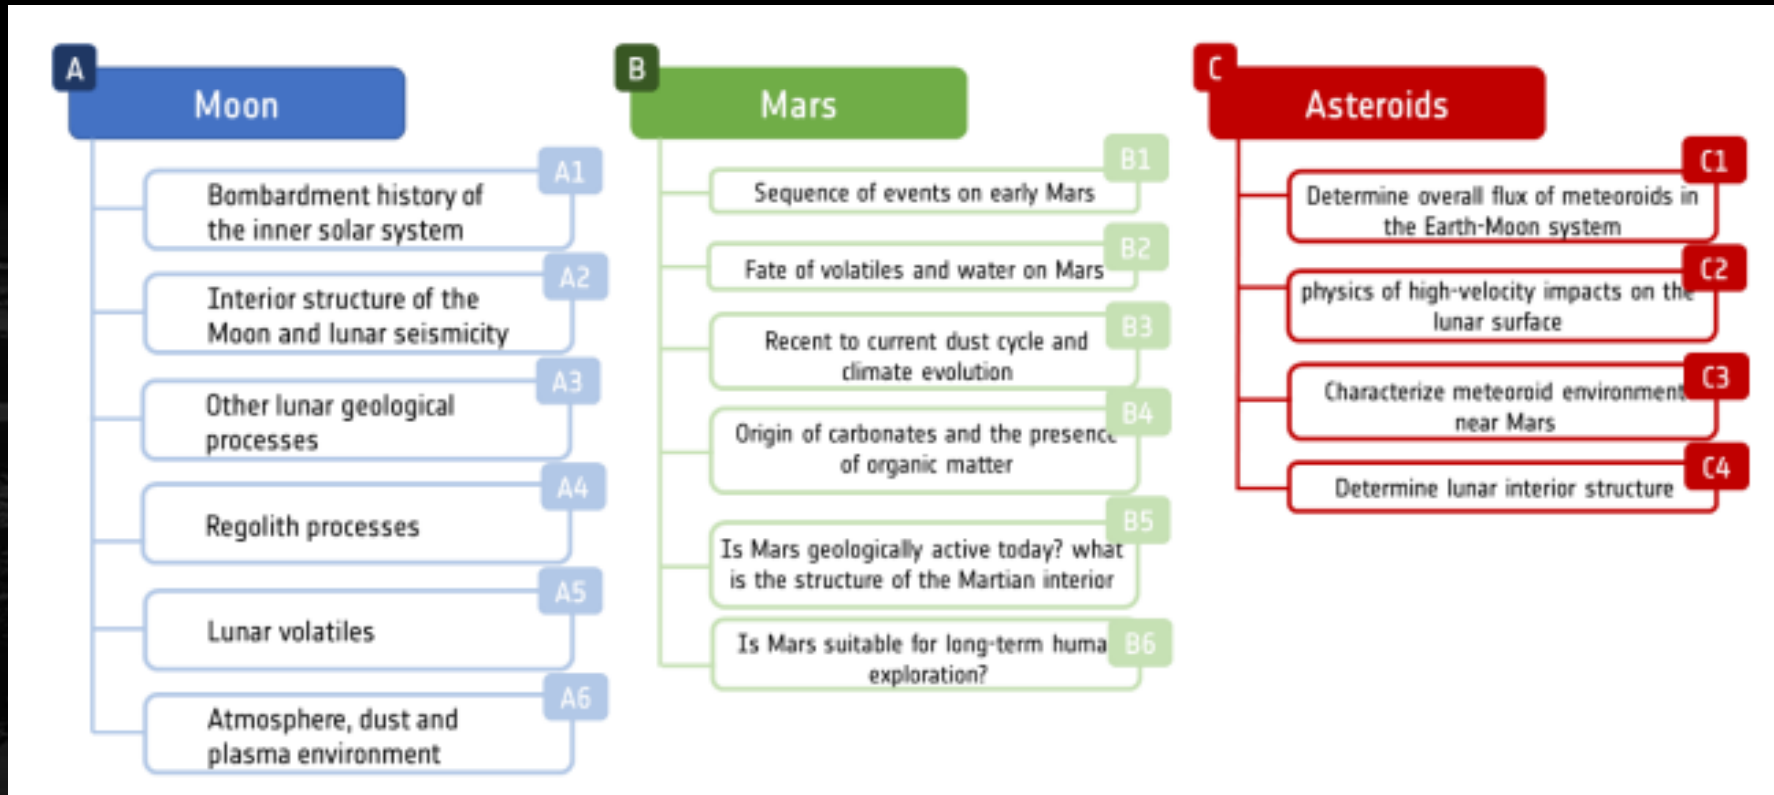 A
Moon
A1
Bombardment history of
the inner solar system
A2
Interior structure of the
Moon and lunar seismicity
A3
Other lunar geological
processes
A4
Regolith processes
A5
Lunar volatiles
A6
Atmosphere, dust and
plasma environment
B
Mars
B1
Sequence of events on early Mars
B2
Fate of volatiles and water on Mars
B3
Recent to current dust cycle and
climate evolution
B4
Origin of carbonates and the presence
of organic matter
B5
Is Mars geologically active today? what
is the structure of the Martian interior
B6
Is Mars suitable for long-term huma
exploration?
C
Asteroids
C1
Determine overall flux of meteoroids in
the Earth-Moon system
C2
physics of high-velocity impacts on the
lunar surface
C3
Characterize meteoroid environment
near Mars
C4
Determine lunar interior structure